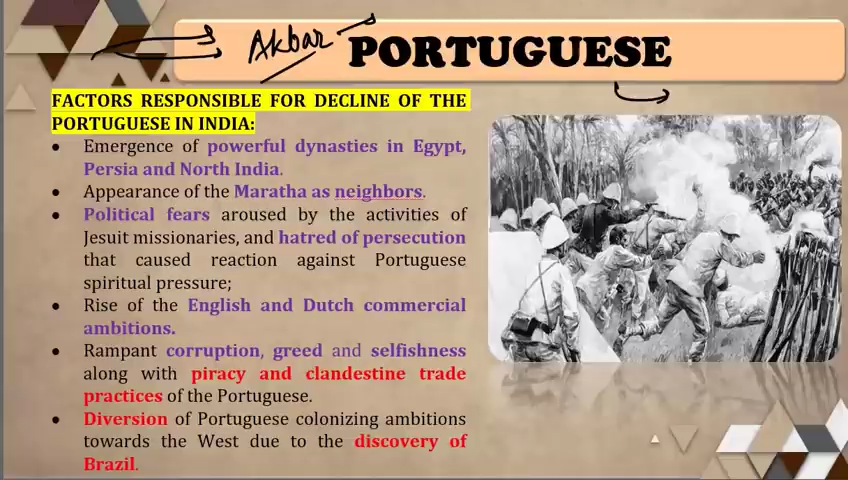 Akbar PORTUGUESE
FACTORS RESPONSIBLE FOR DECLINE OF THE
PORTUGUESE IN INDIA:
• Emergence of powerful dynasties in Egypt,
Persia and North India.
• Appearance of the Maratha as neighbors.
• Political fears aroused by the activities of
Jesuit missionaries, and hatred of persecution
that caused reaction against Portuguese
spiritual pressure;
• Rise of the English and Dutch commercial
ambitions.
• Rampant corruption, greed and selfishness
along with piracy and clandestine trade
practices of the Portuguese.
• Diversion of Portuguese colonizing ambitions
towards the West due to the discovery of
Brazil.